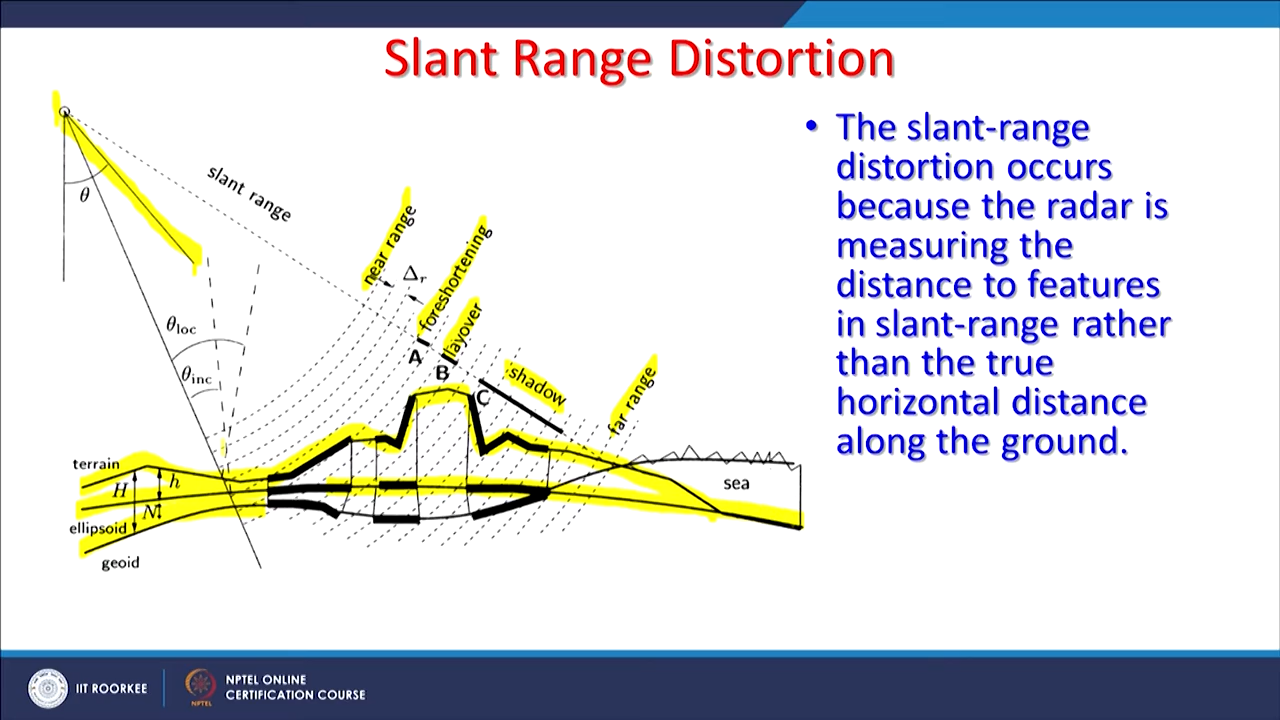 Slant Range Distortion
• The slant-range
distortion occurs
because the radar is
measuring the
distance to features
in slant-range rather
than the true
horizontal distance
along the ground.
θ
slant range
near range
Δr
foreshortening
layover
A
B
C
shadow
far range
θloc
θinc
terrain
H
h
N
ellipsoid
geoid
sea
IIT ROORKEE
NPTEL
NPTEL ONLINE
CERTIFICATION COURSE